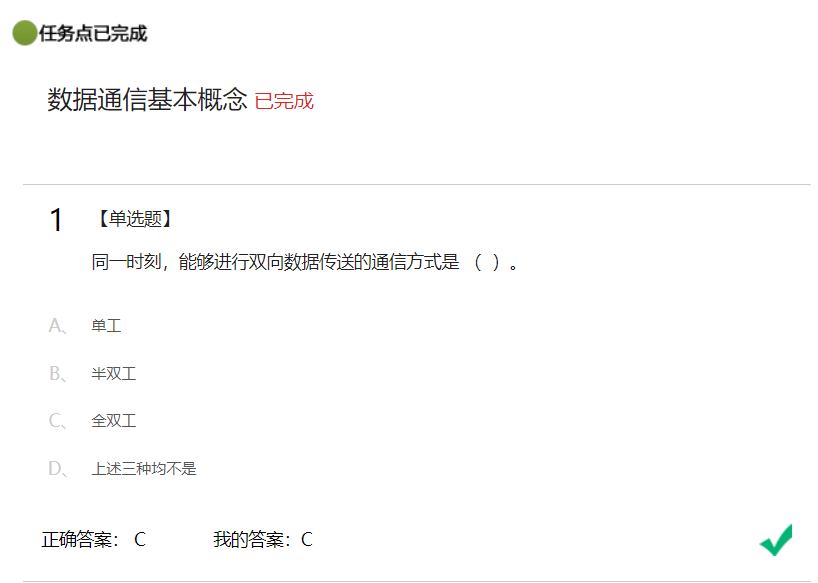 任务点已完成
数据通信基本概念 已完成
1 【单选题】
同一时刻，能够进行双向数据传送的通信方式是 （ ）。
A、 单工
B、 半双工
C、 全双工
D、 上述三种均不是
正确答案： C 我的答案：C